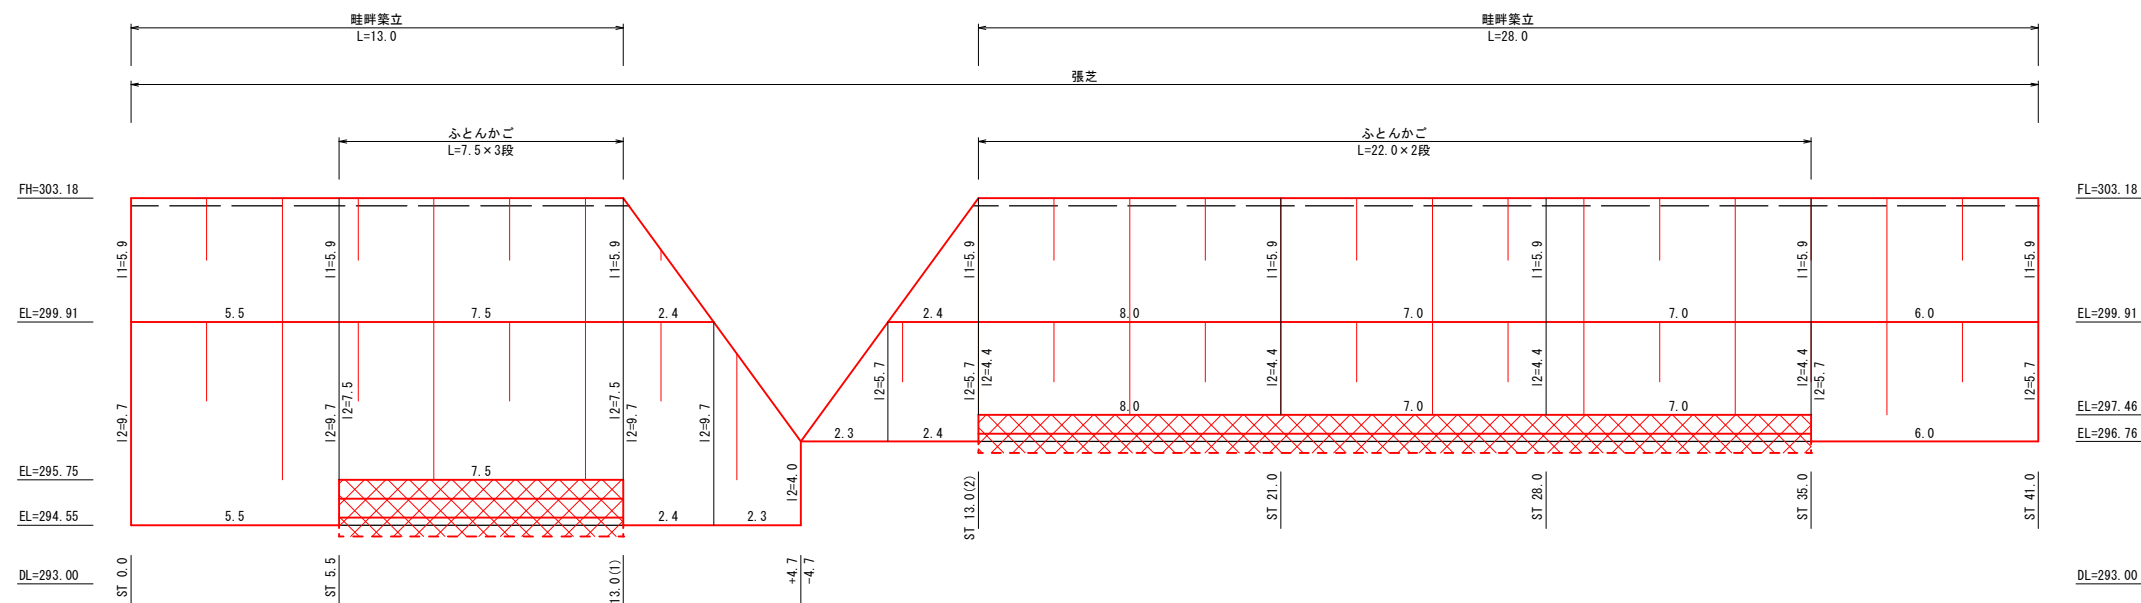 畦畔築立
L=13.0
畦畔築立
L=28.0
張芝
ふとんかご
L=7.5×3段
ふとんかご
L=22.0×2段
FH=303.18
FL=303.18
l1=5.9
l1=5.9
l1=5.9
l1=5.9
l1=5.9
l1=5.9
l1=5.9
l1=5.9
EL=299.91
5.5
7.5
2.4
2.4
8.0
7.0
7.0
6.0
EL=299.91
l2=9.7
l2=9.7
l2=7.5
l2=7.5
l2=9.7
l2=9.7
l2=5.7
l2=5.7
l2=4.4
l2=4.4
l2=4.4
l2=4.4
l2=5.7
l2=5.7
8.0
7.0
7.0
EL=297.46
2.3
2.4
6.0
EL=296.76
EL=295.75
7.5
l2=4.0
EL=294.55
5.5
2.4
2.3
ST 13.0(2)
ST 21.0
ST 28.0
ST 35.0
ST 41.0
DL=293.00
ST 0.0
ST 5.5
13.0(1)
+4.7
-4.7
DL=293.00